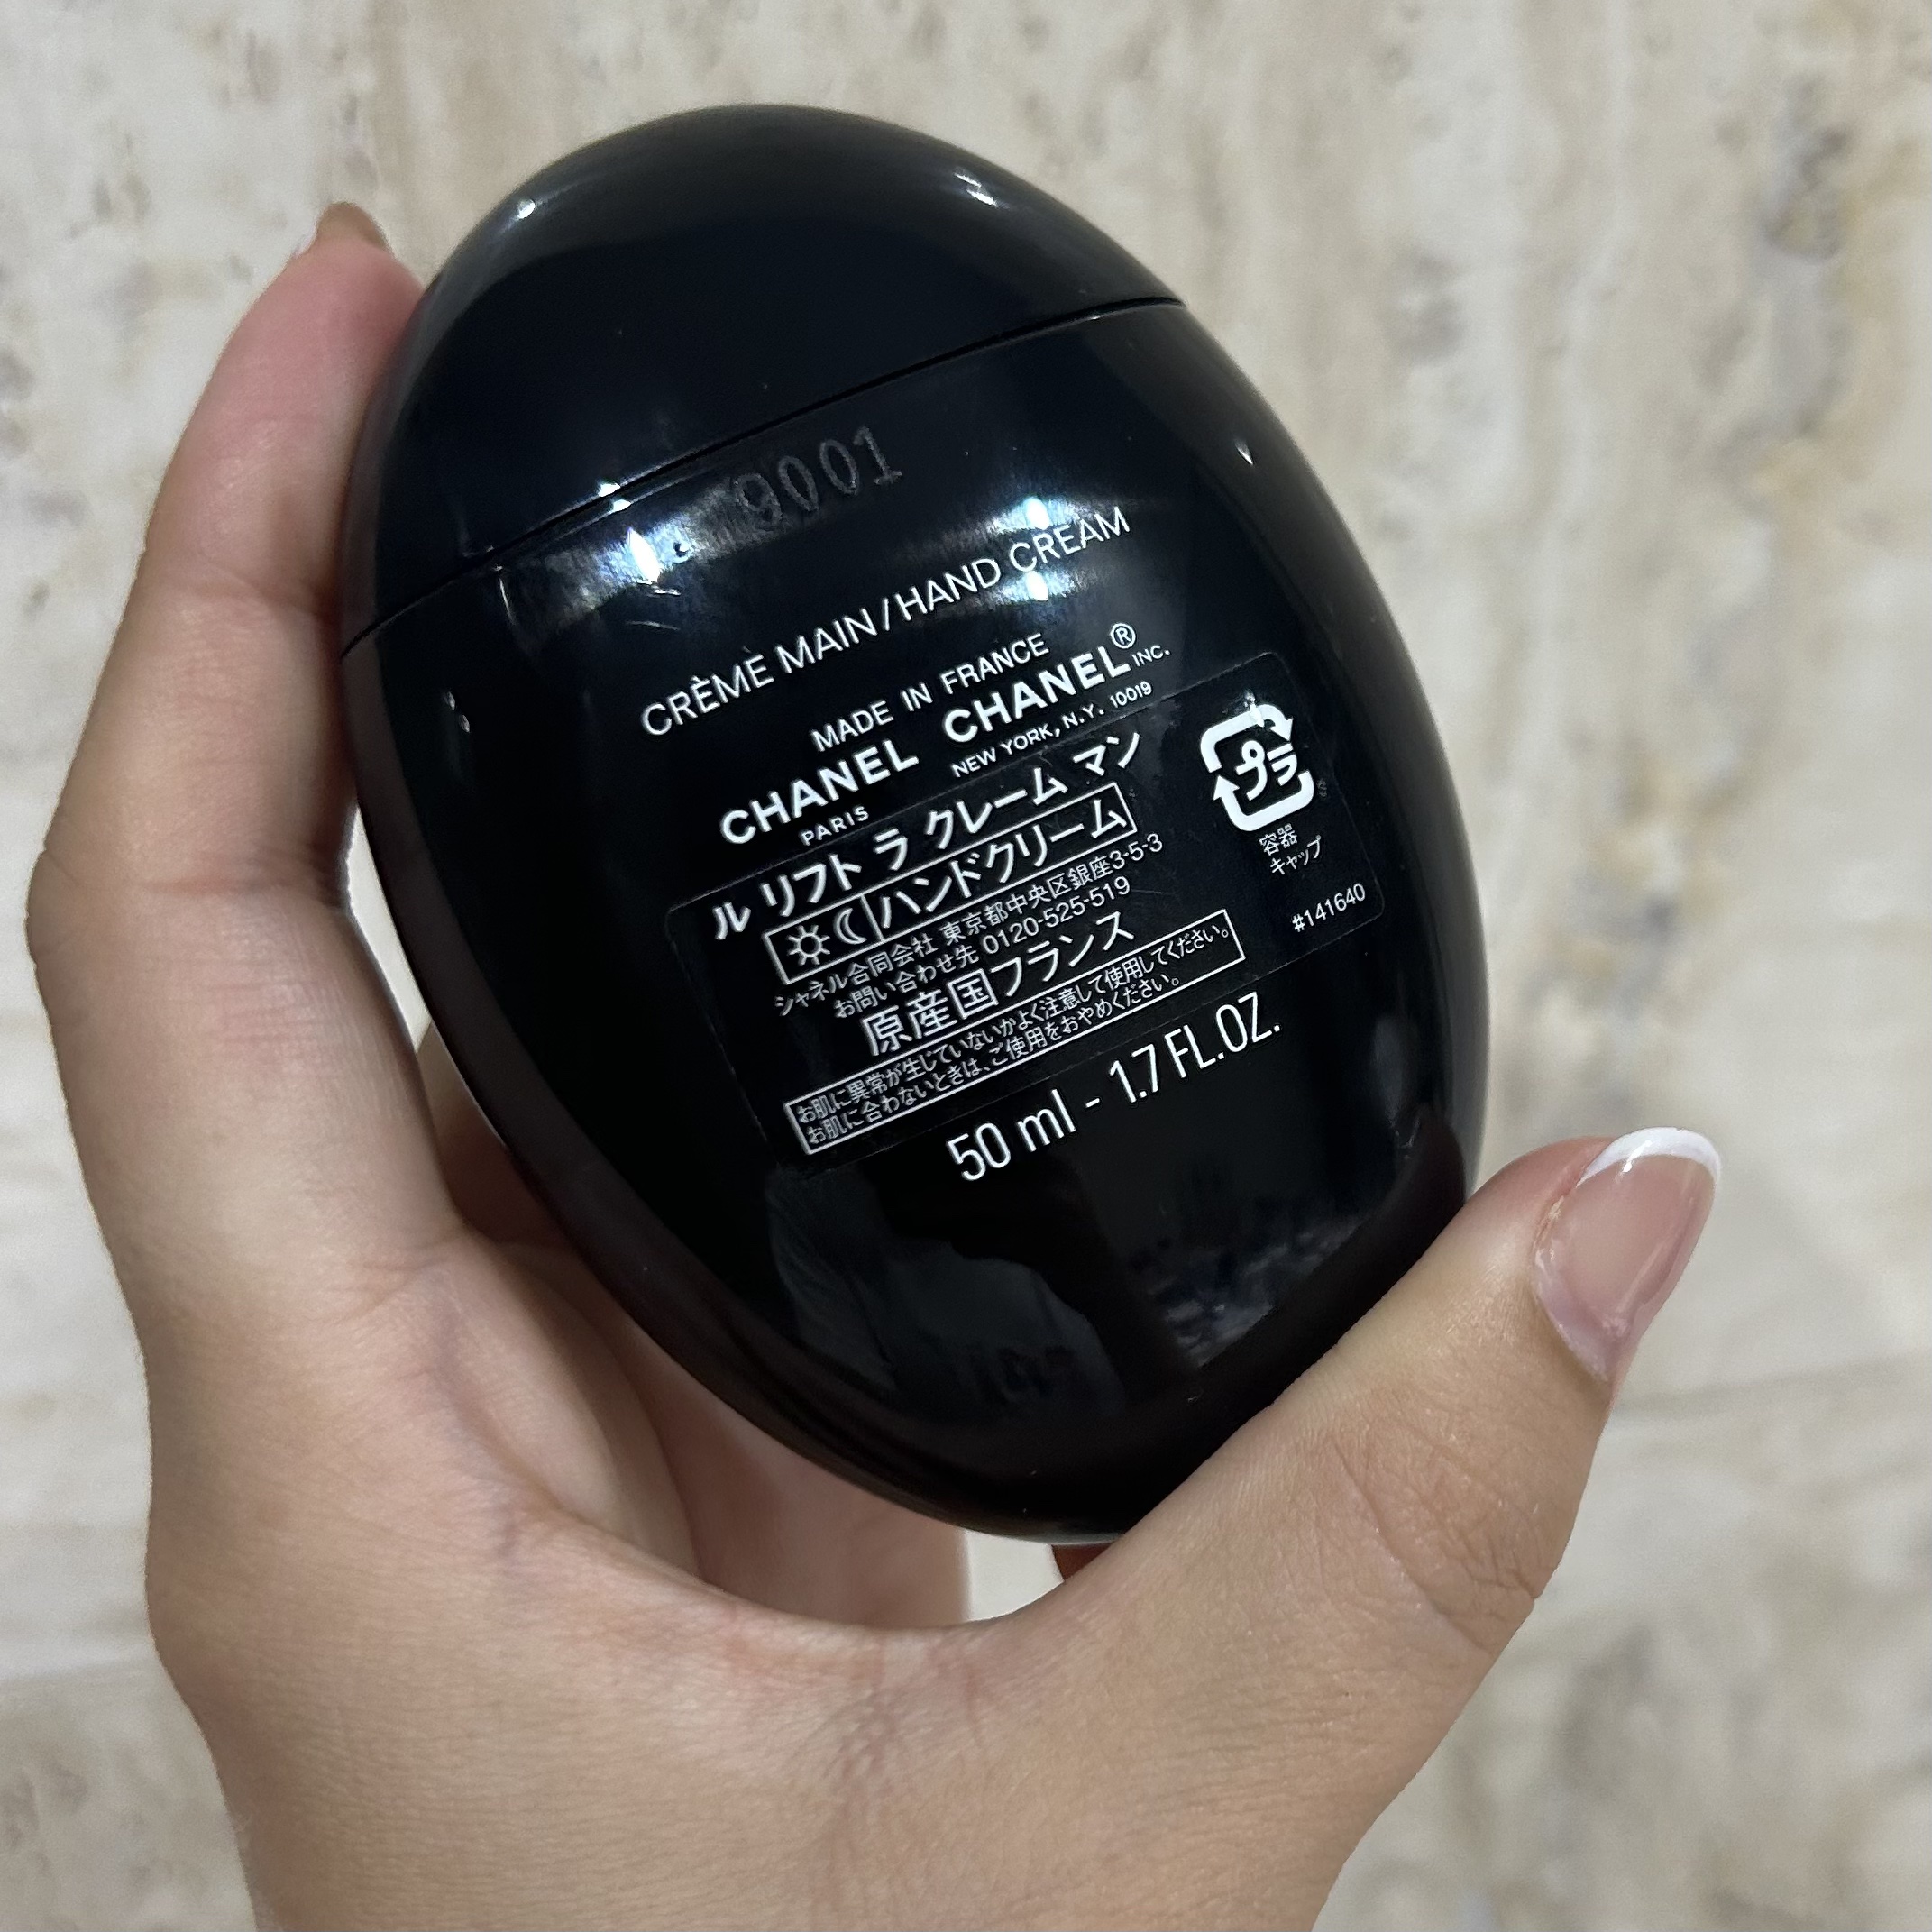 9001
CRÈME MAIN / HAND CREAM
MADE IN FRANCE
CHANEL CHANEL® INC.
PARIS NEW YORK, N.Y. 10019
ル リフト ラ クレーム マン
ハンドクリーム
シャネル合同会社 東京都中央区銀座3-5-3
お問い合わせ先 0120-525-519
原産国フランス
お肌に異常が生じていないかよく注意して使用してください。
お肌に合わないときは、ご使用をおやめください。
プラ
容器
キャップ
#141640
50 ml - 1.7 FL.OZ.